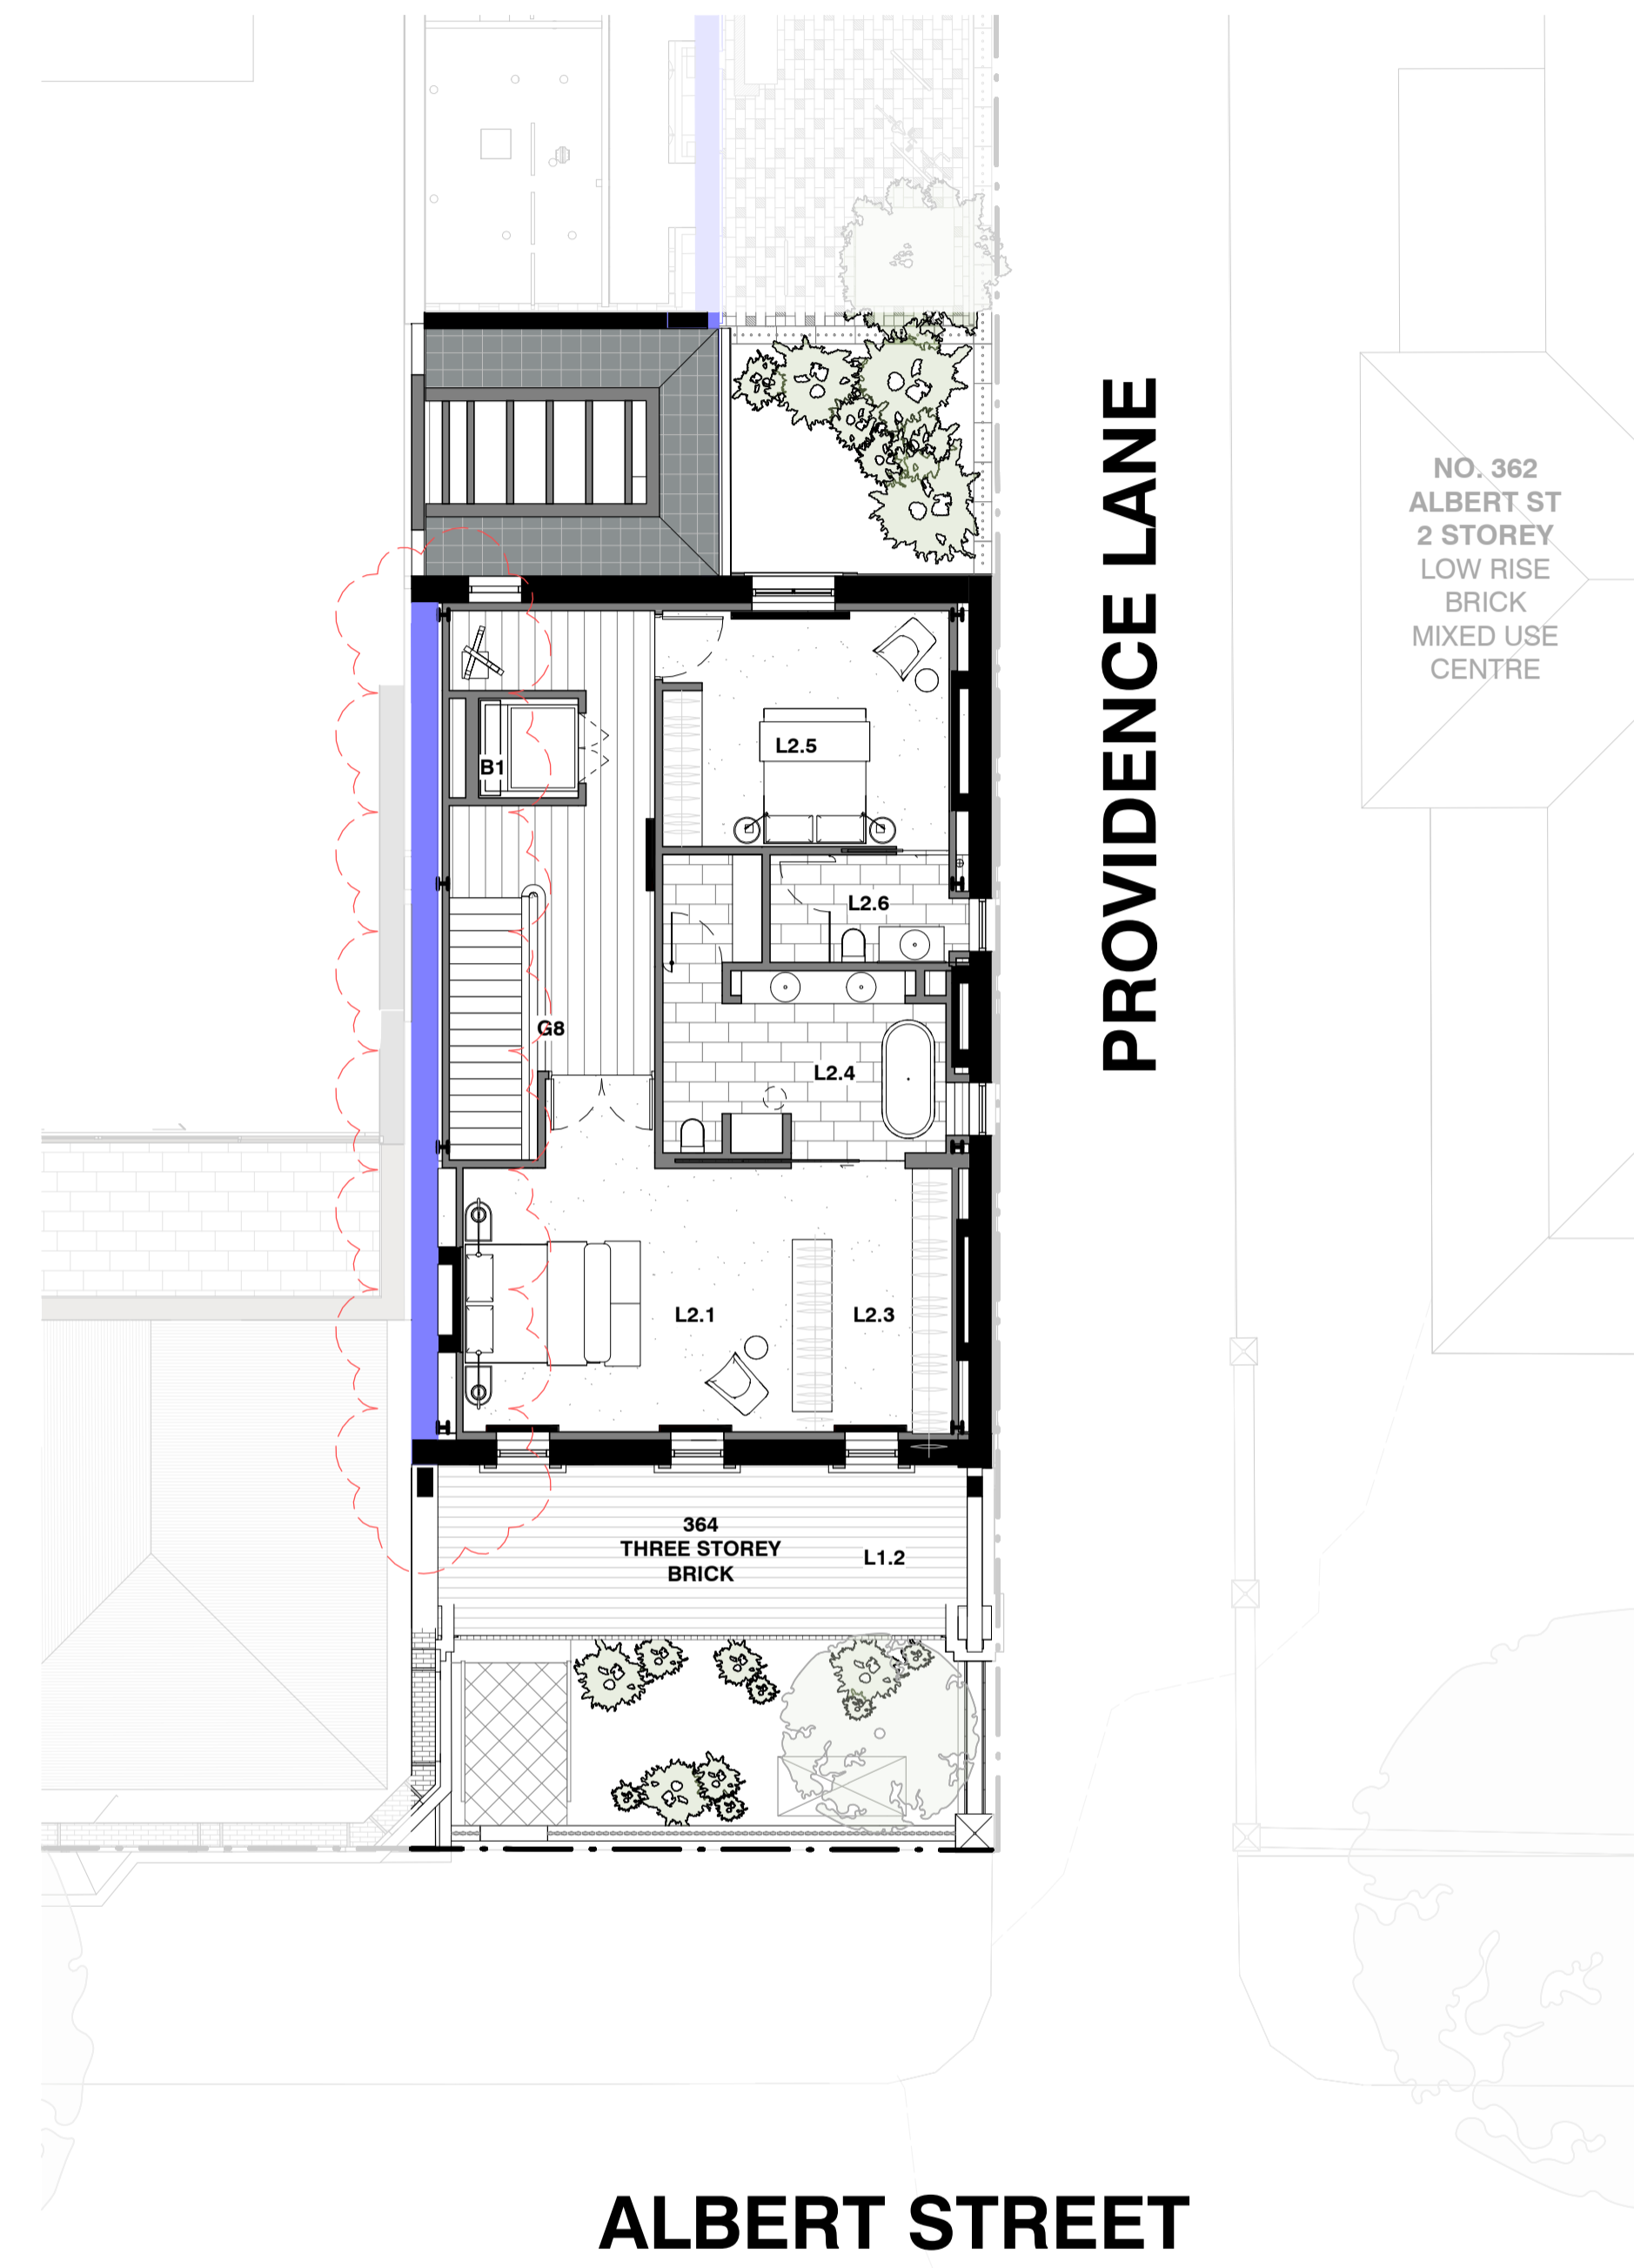 PROVIDENCE LANE
NO. 362
ALBERT ST
2 STOREY
LOW RISE
BRICK
MIXED USE
CENTRE
L2.5
B1
L2.6
G8
L2.4
L2.1
L2.3
364
THREE STOREY
BRICK
L1.2
ALBERT STREET